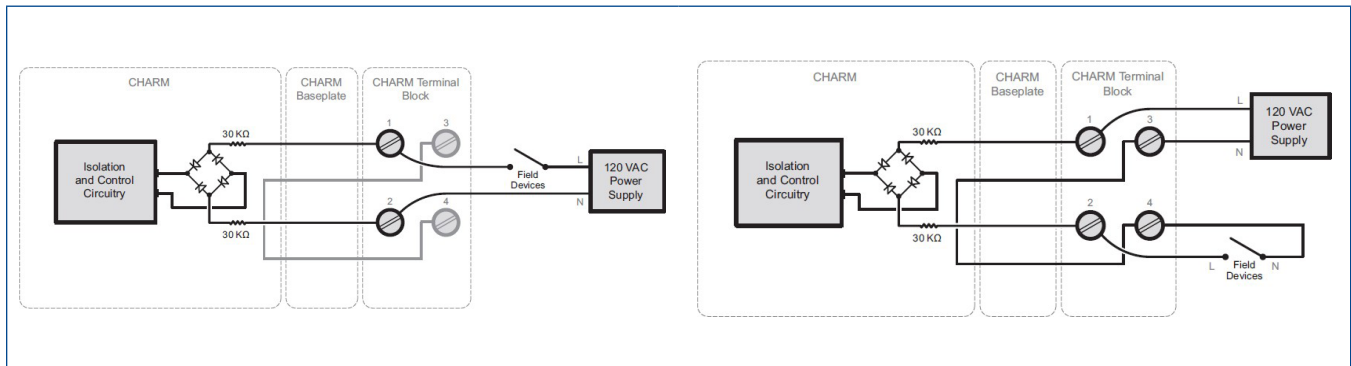 CHARM
CHARM
Baseplate
CHARM Terminal
Block
30 KΩ
1
3
Isolation
and Control
Circuitry
Field
Devices
L
N
120 VAC
Power
Supply
2
4
30 KΩ
CHARM
CHARM
Baseplate
CHARM Terminal
Block
30 KΩ
1
3
L
N
120 VAC
Power
Supply
Isolation
and Control
Circuitry
2
4
30 KΩ
L
Field
Devices
N